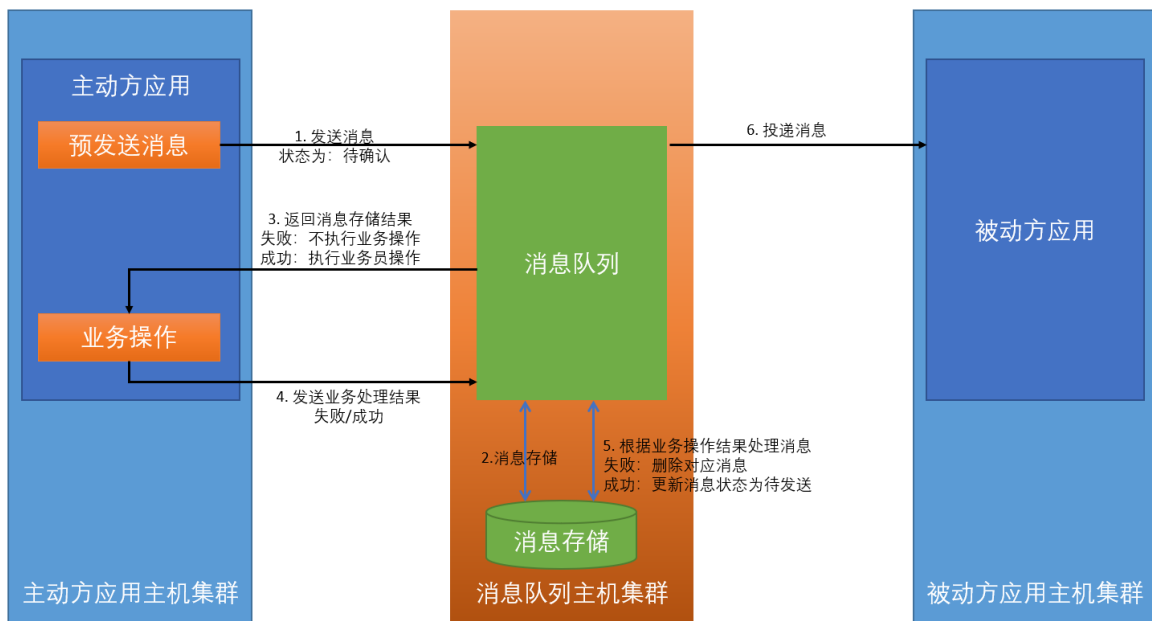 主动方应用
预发送消息
1. 发送消息
状态为：待确认
3. 返回消息存储结果
失败：不执行业务操作
成功：执行业务员操作
业务操作
4. 发送业务处理结果
失败/成功
消息队列
6. 投递消息
被动方应用
2.消息存储
5. 根据业务操作结果处理消息
失败：删除对应消息
成功：更新消息状态为待发送
消息存储
主动方应用主机集群
消息队列主机集群
被动方应用主机集群